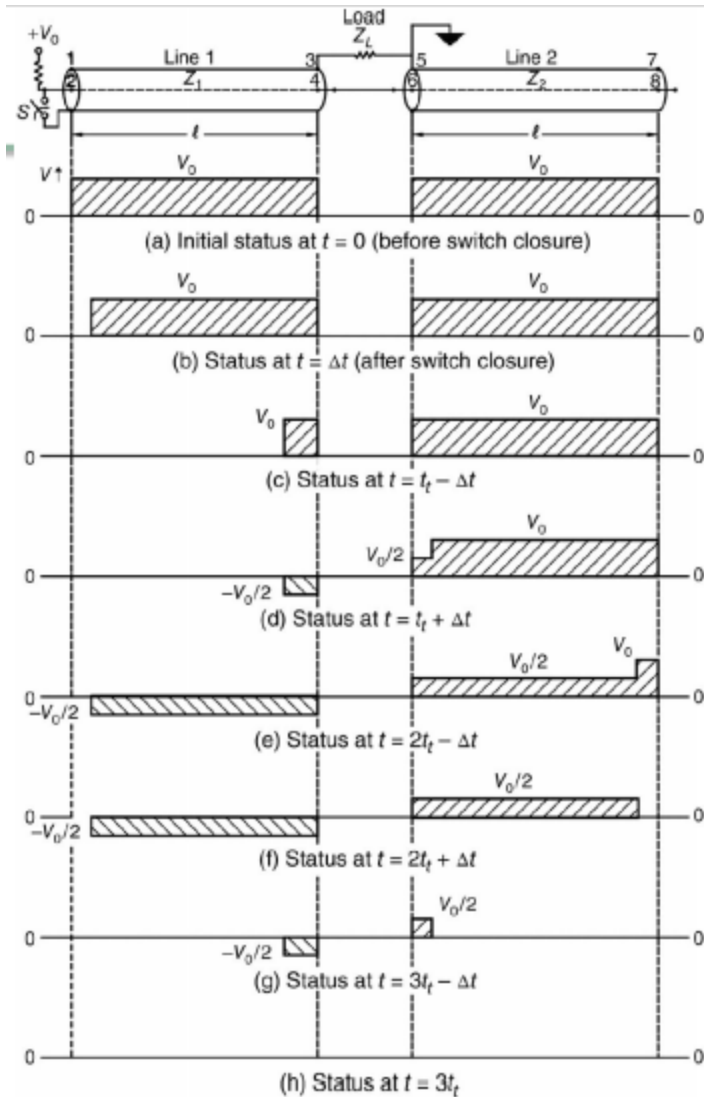 Load
+V₀
Z_L
1
Line 1
3
5
Line 2
7
2
Z₁
4
6
Z₂
8
S
ℓ
ℓ
V↑
V₀
V₀
0
0
(a) Initial status at t = 0 (before switch closure)
V₀
V₀
0
0
(b) Status at t = Δt (after switch closure)
V₀
V₀
0
0
(c) Status at t = tₜ – Δt
V₀
V₀/2
0
0
–V₀/2
(d) Status at t = tₜ + Δt
V₀
V₀/2
0
0
–V₀/2
(e) Status at t = 2tₜ – Δt
V₀/2
0
0
–V₀/2
(f) Status at t = 2tₜ + Δt
V₀/2
0
0
–V₀/2
(g) Status at t = 3tₜ – Δt
0
0
(h) Status at t = 3tₜ